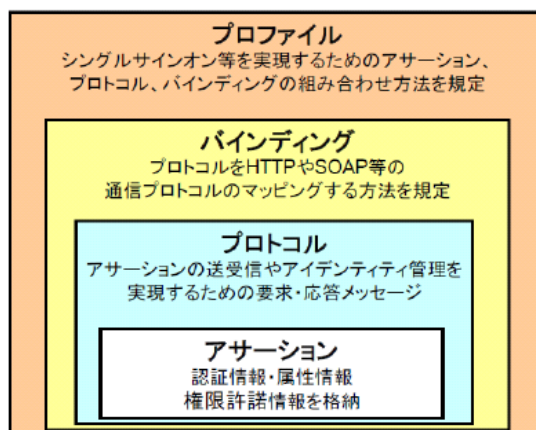 プロファイル
シングルサインオン等を実現するためのアサーション、
プロトコル、バインディングの組み合わせ方法を規定
バインディング
プロトコルをHTTPやSOAP等の
通信プロトコルのマッピングする方法を規定
プロトコル
アサーションの送受信やアイデンティティ管理を
実現するための要求・応答メッセージ
アサーション
認証情報・属性情報
権限許諾情報を格納